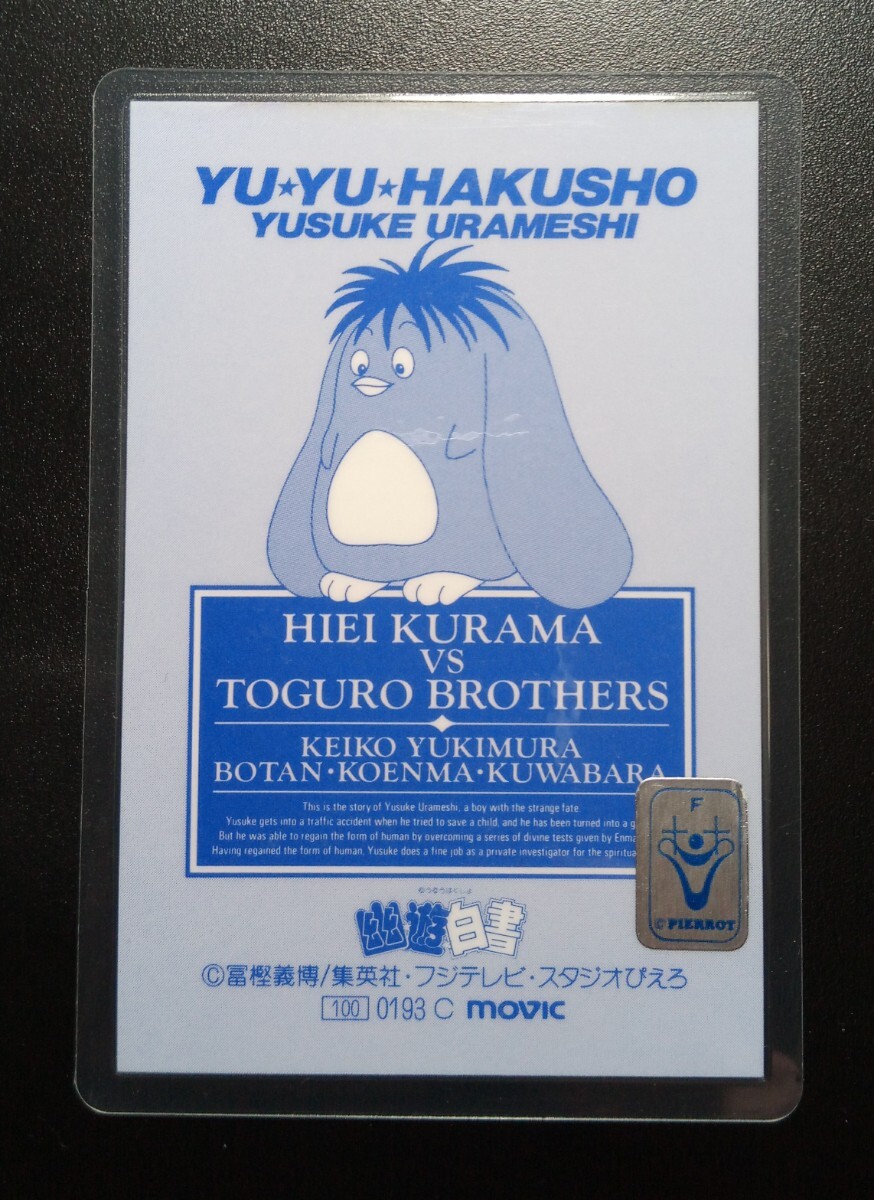 YU★YU★HAKUSHO
YUSUKE URAMESHI
HIEI KURAMA
VS
TOGURO BROTHERS
KEIKO YUKIMURA
BOTAN・KOENMA・KUWABARA
This is the story of Yusuke Urameshi, a boy with the strange fate.
Yusuke gets into a traffic accident when he tried to save a child, and he has been turned into a g
But he was able to regain the form of human by overcoming a series of divine tests given by Enma
Having regained the form of human, Yusuke does a fine job as a private investigator for the spiritua
F
© PIERROT
ゆうゆうはくしょ
幽遊白書
©冨樫義博/集英社・フジテレビ・スタジオぴえろ
100 0193 C movic